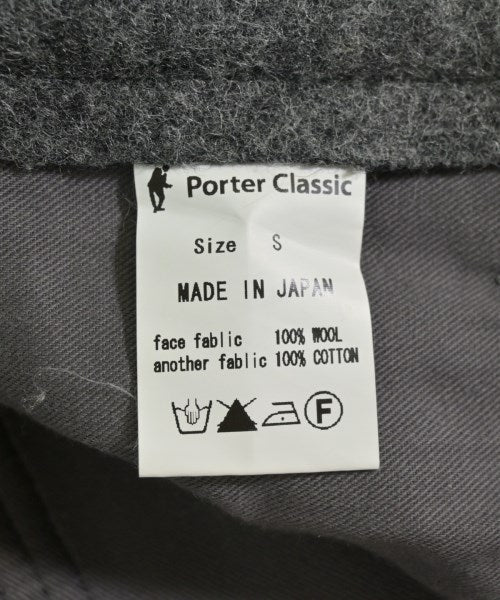 Porter Classic
Size S
MADE IN JAPAN
face fablic 100% WOOL
another fablic 100% COTTON
F